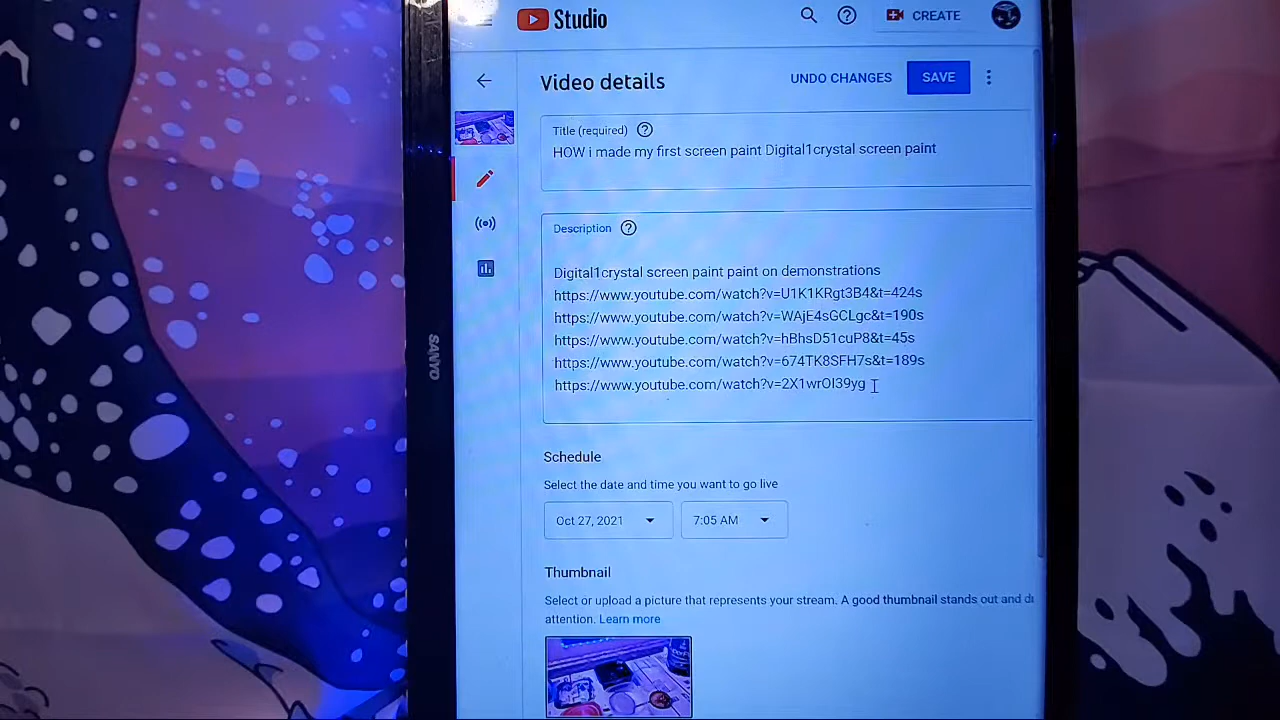 Studio
CREATE
Video details
UNDO CHANGES
SAVE
Title (required)
HOW i made my first screen paint Digital1crystal screen paint
Description
Digital1crystal screen paint paint on demonstrations
https://www.youtube.com/watch?v=U1K1KRgt3B4&t=424s
https://www.youtube.com/watch?v=WAjE4sGCLgc&t=190s
https://www.youtube.com/watch?v=hBhsD51cuP8&t=45s
https://www.youtube.com/watch?v=674TK8SFH7s&t=189s
https://www.youtube.com/watch?v=2X1wrOI39yg
SANYO
Schedule
Select the date and time you want to go live
Oct 27, 2021
7:05 AM
Thumbnail
Select or upload a picture that represents your stream. A good thumbnail stands out and
attention. Learn more